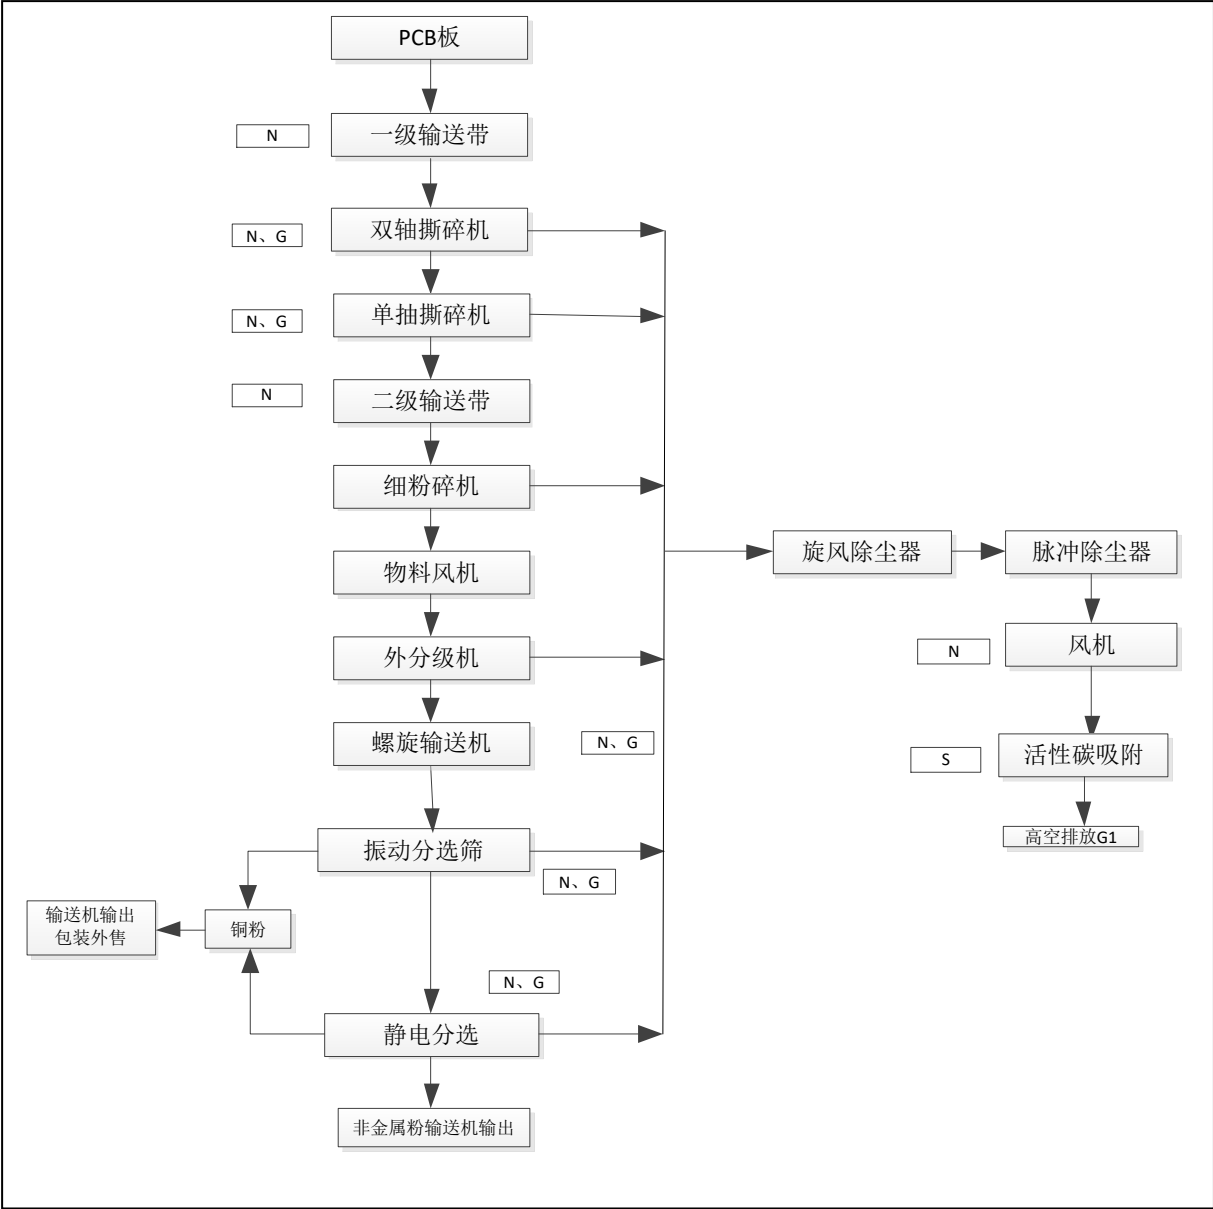 PCB板
N
一级输送带
N、G
双轴撕碎机
N、G
单抽撕碎机
N
二级输送带
细粉碎机
物料风机
外分级机
螺旋输送机
N、G
振动分选筛
N、G
输送机输出
包装外售
铜粉
N、G
静电分选
非金属粉输送机输出
旋风除尘器
脉冲除尘器
N
风机
S
活性碳吸附
高空排放G1